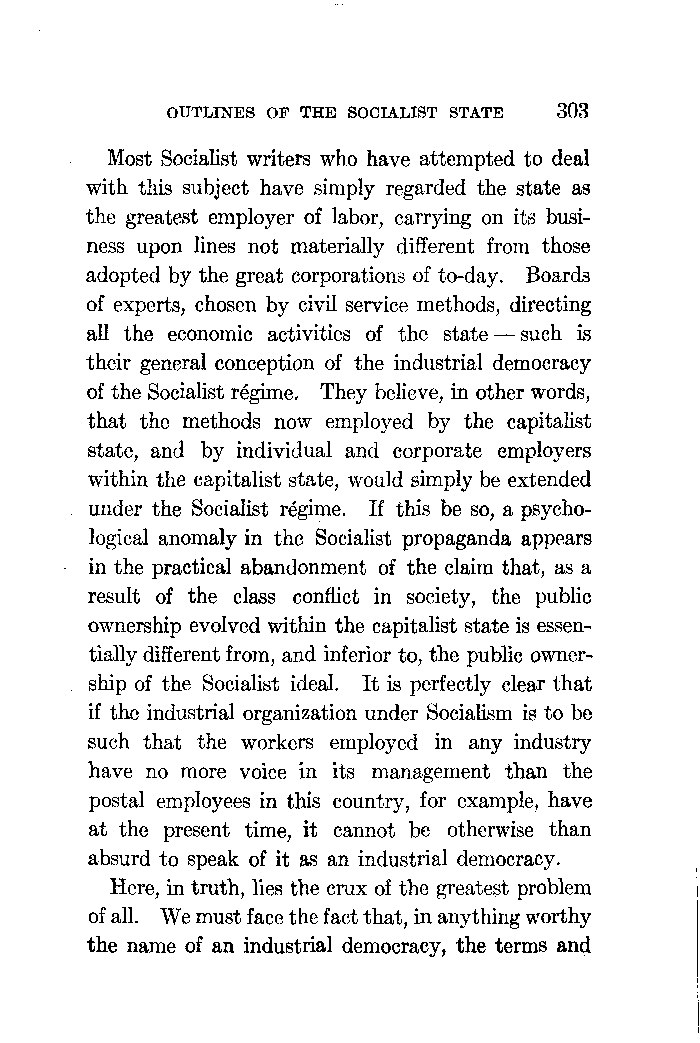 OUTLINES OF THE SOCIALIST STATE 303
Most Socialist writers who have attempted to deal
with this subject have simply regarded the state as
the greatest employer of labor, carrying on its busi-
ness upon lines not materially different from those
adopted by the great corporations of to-day. Boards
of experts, chosen by civil service methods, directing
all the economic activities of the state — such is
their general conception of the industrial democracy
of the Socialist régime. They believe, in other words,
that the methods now employed by the capitalist
state, and by individual and corporate employers
within the capitalist state, would simply be extended
under the Socialist régime. If this be so, a psycho-
logical anomaly in the Socialist propaganda appears
in the practical abandonment of the claim that, as a
result of the class conflict in society, the public
ownership evolved within the capitalist state is essen-
tially different from, and inferior to, the public owner-
ship of the Socialist ideal. It is perfectly clear that
if the industrial organization under Socialism is to be
such that the workers employed in any industry
have no more voice in its management than the
postal employees in this country, for example, have
at the present time, it cannot be otherwise than
absurd to speak of it as an industrial democracy.
Here, in truth, lies the crux of the greatest problem
of all. We must face the fact that, in anything worthy
the name of an industrial democracy, the terms and